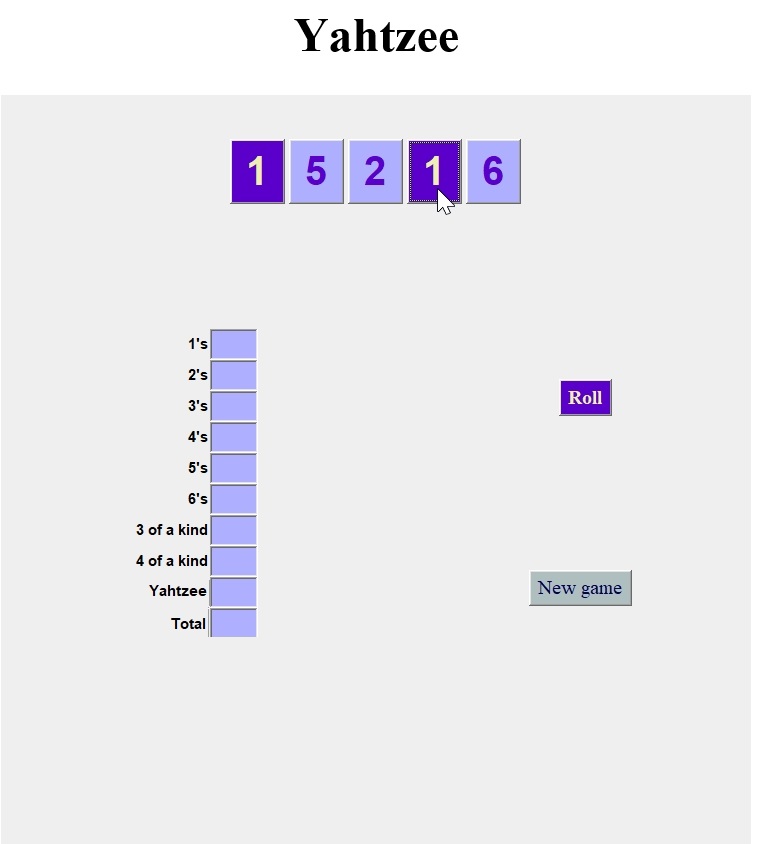 Yahtzee
1 5 2 1 6
1's
2's
3's
Roll
4's
5's
6's
3 of a kind
4 of a kind
Yahtzee
New game
Total